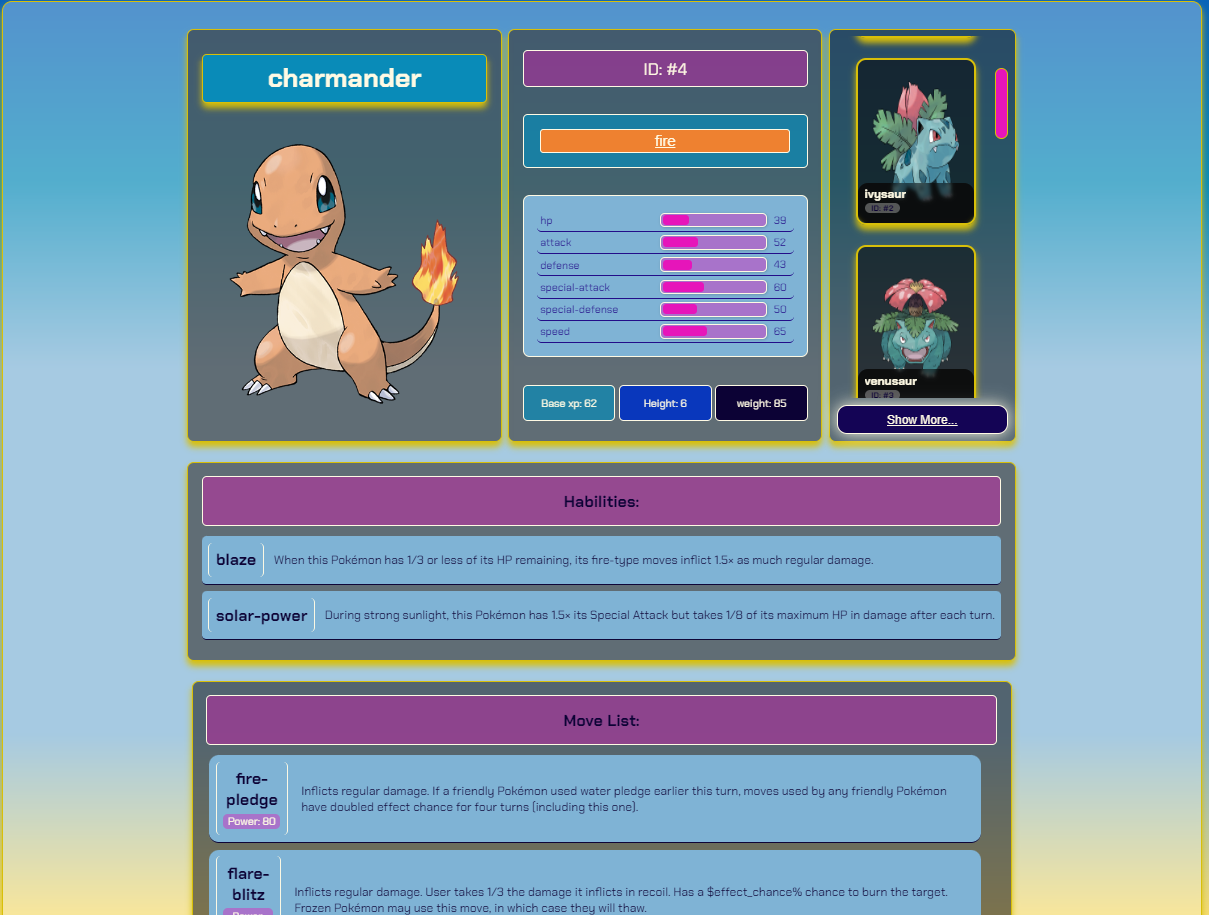 charmander
ID: #4
fire
hp 39
attack 52
defense 43
special-attack 60
special-defense 50
speed 65
Base xp: 62
Height: 6
weight: 85
ivysaur
ID: #2
venusaur
ID: #3
Show More...
Habilities:
blaze
When this Pokémon has 1/3 or less of its HP remaining, its fire-type moves inflict 1.5× as much regular damage.
solar-power
During strong sunlight, this Pokémon has 1.5× its Special Attack but takes 1/8 of its maximum HP in damage after each turn.
Move List:
fire-
pledge
Power: 80
Inflicts regular damage. If a friendly Pokémon used water pledge earlier this turn, moves used by any friendly Pokémon
have doubled effect chance for four turns (including this one).
flare-
blitz
Power
Inflicts regular damage. User takes 1/3 the damage it inflicts in recoil. Has a $effect_chance% chance to burn the target.
Frozen Pokémon may use this move, in which case they will thaw.